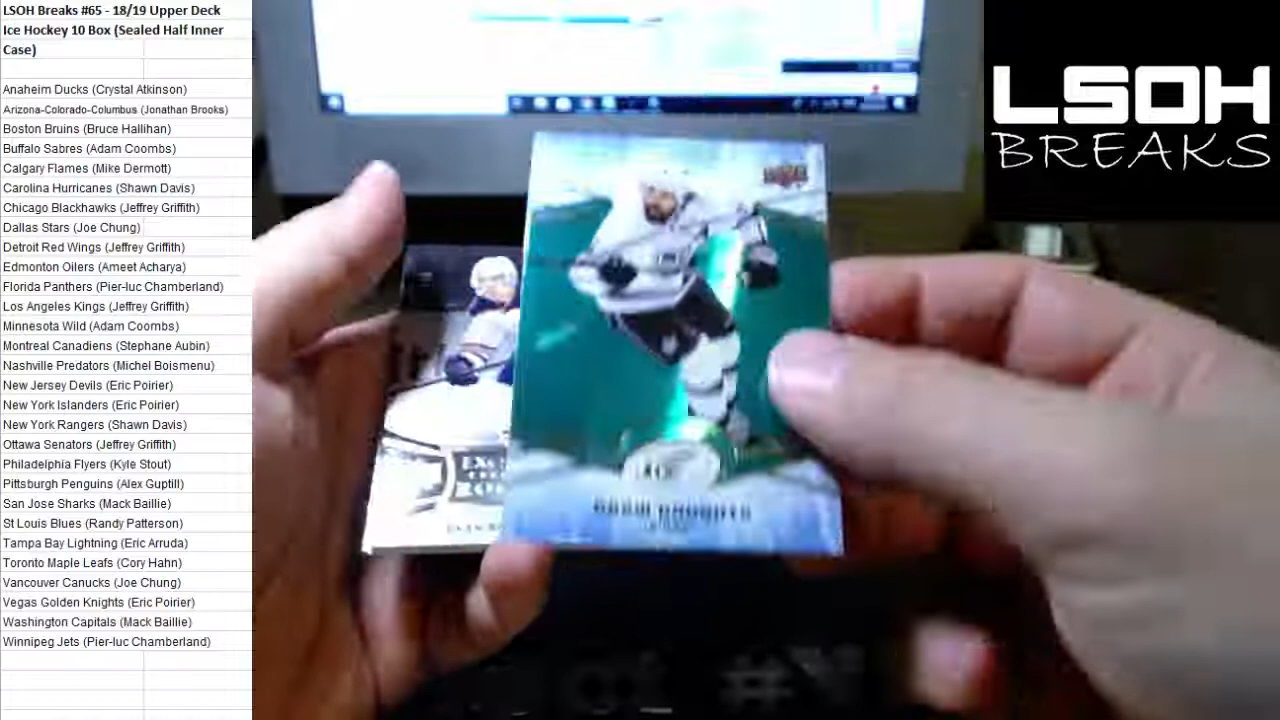 LSOH Breaks #65 - 18/19 Upper Deck
Ice Hockey 10 Box (Sealed Half Inner
Case)
Anaheim Ducks (Crystal Atkinson)
Arizona-Colorado-Columbus (Jonathan Brooks)
Boston Bruins (Bruce Hallihan)
Buffalo Sabres (Adam Coombs)
Calgary Flames (Mike Dermott)
Carolina Hurricanes (Shawn Davis)
Chicago Blackhawks (Jeffrey Griffith)
Dallas Stars (Joe Chung)
Detroit Red Wings (Jeffrey Griffith)
Edmonton Oilers (Ameet Acharya)
Florida Panthers (Pier-luc Chamberland)
Los Angeles Kings (Jeffrey Griffith)
Minnesota Wild (Adam Coombs)
Montreal Canadiens (Stephane Aubin)
Nashville Predators (Michel Boismenu)
New Jersey Devils (Eric Poirier)
New York Islanders (Eric Poirier)
New York Rangers (Shawn Davis)
Ottawa Senators (Jeffrey Griffith)
Philadelphia Flyers (Kyle Stout)
Pittsburgh Penguins (Alex Guptill)
San Jose Sharks (Mack Baillie)
St Louis Blues (Randy Patterson)
Tampa Bay Lightning (Eric Arruda)
Toronto Maple Leafs (Cory Hahn)
Vancouver Canucks (Joe Chung)
Vegas Golden Knights (Eric Poirier)
Washington Capitals (Mack Baillie)
Winnipeg Jets (Pier-luc Chamberland)
LSOH
BREAKS